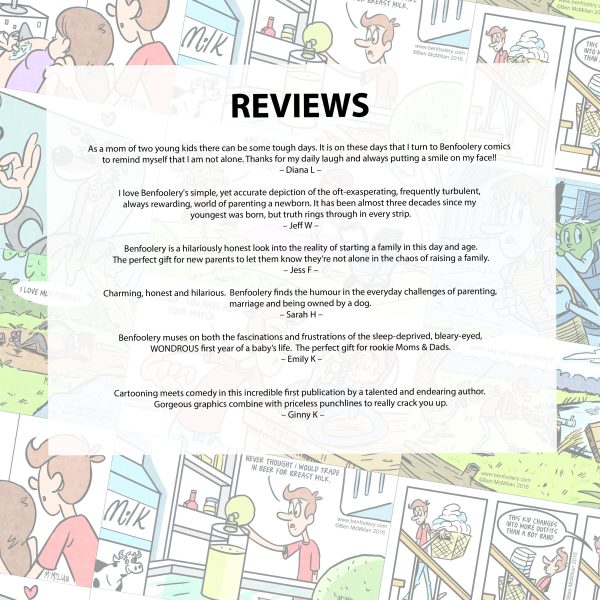 FOR BREAST MILK.
MilK
www.benfoolery.com
©Ben McMillan 2016
REVIEWS
As a mom of two young kids there can be some tough days. It is on these days that I turn to Benfoolery comics
to remind myself that I am not alone. Thanks for my daily laugh and always putting a smile on my face!!
– Diana L –
I love Benfoolery's simple, yet accurate depiction of the oft-exasperating, frequently turbulent,
always rewarding, world of parenting a newborn. It has been almost three decades since my
youngest was born, but truth rings through in every strip.
– Jeff W –
Benfoolery is a hilariously honest look into the reality of starting a family in this day and age.
The perfect gift for new parents to let them know they're not alone in the chaos of raising a family.
– Jess F –
Charming, honest and hilarious. Benfoolery finds the humour in the everyday challenges of parenting,
marriage and being owned by a dog.
– Sarah H –
Benfoolery muses on both the fascinations and frustrations of the sleep-deprived, bleary-eyed,
WONDROUS first year of a baby's life. The perfect gift for rookie Moms & Dads.
– Emily K –
Cartooning meets comedy in this incredible first publication by a talented and endearing author.
Gorgeous graphics combine with priceless punchlines to really crack you up.
– Ginny K –
NEVER THOUGHT I WOULD TRADE
IN BEER FOR BREAST MILK.
MilK
www.benfoolery.com
©Ben McMillan 2016
www.benfoolery.com
©Ben McMillan 2016
THIS KID CHANGES
INTO MORE OUTFITS
THAN A BOY BAND
McMillan